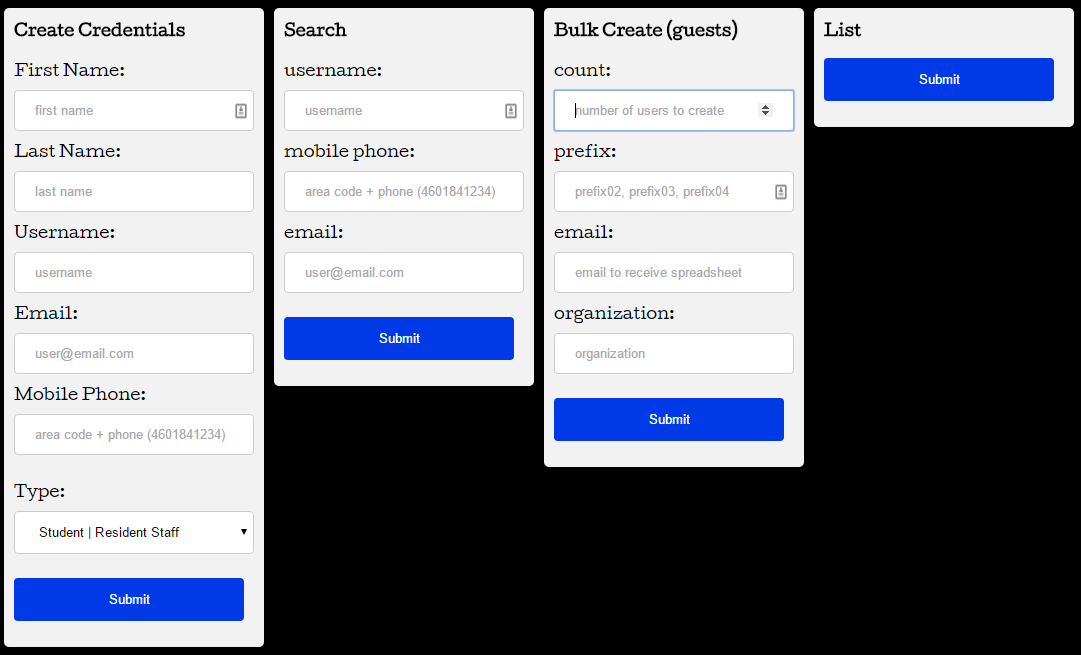 Create Credentials
First Name:
first name
Last Name:
last name
Username:
username
Email:
user@email.com
Mobile Phone:
area code + phone (4601841234)
Type:
Student | Resident Staff
Submit
Search
username:
username
mobile phone:
area code + phone (4601841234)
email:
user@email.com
Submit
Bulk Create (guests)
count:
number of users to create
prefix:
prefix02, prefix03, prefix04
email:
email to receive spreadsheet
organization:
organization
Submit
List
Submit